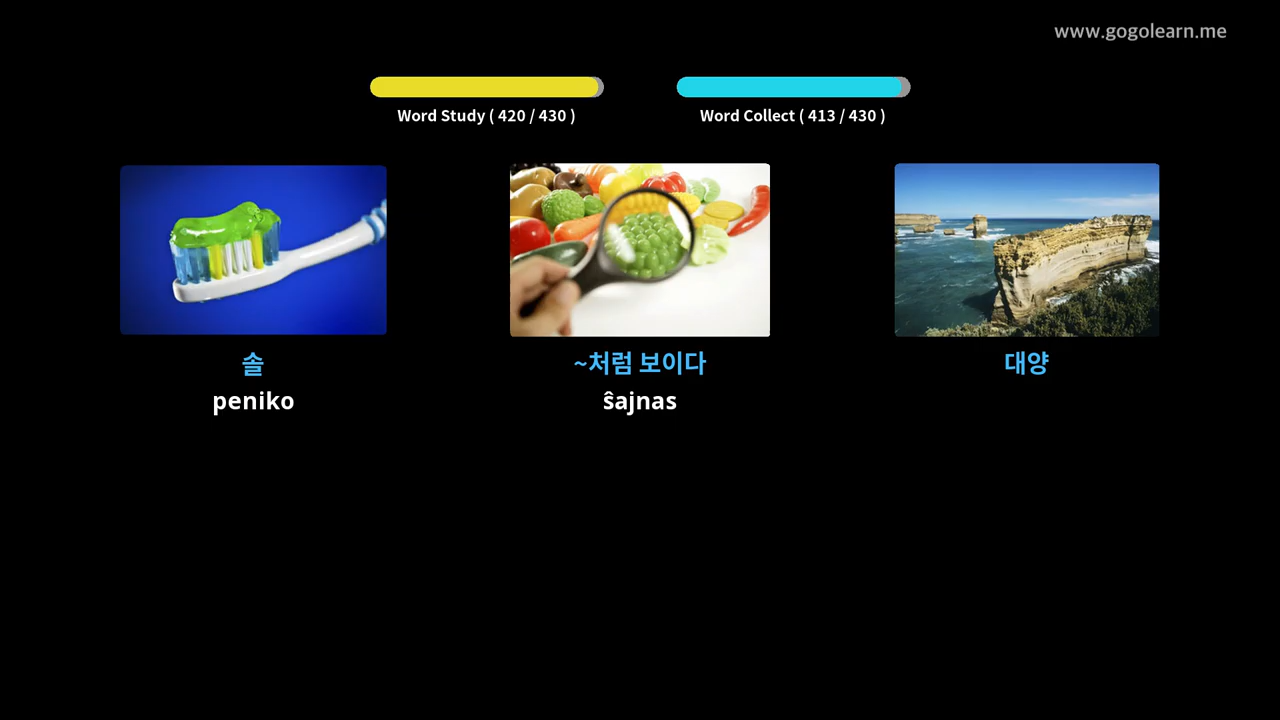 www.gogolearn.me
Word Study ( 420 / 430 )
Word Collect ( 413 / 430 )
솔
~처럼 보이다
대양
peniko
ŝajnas